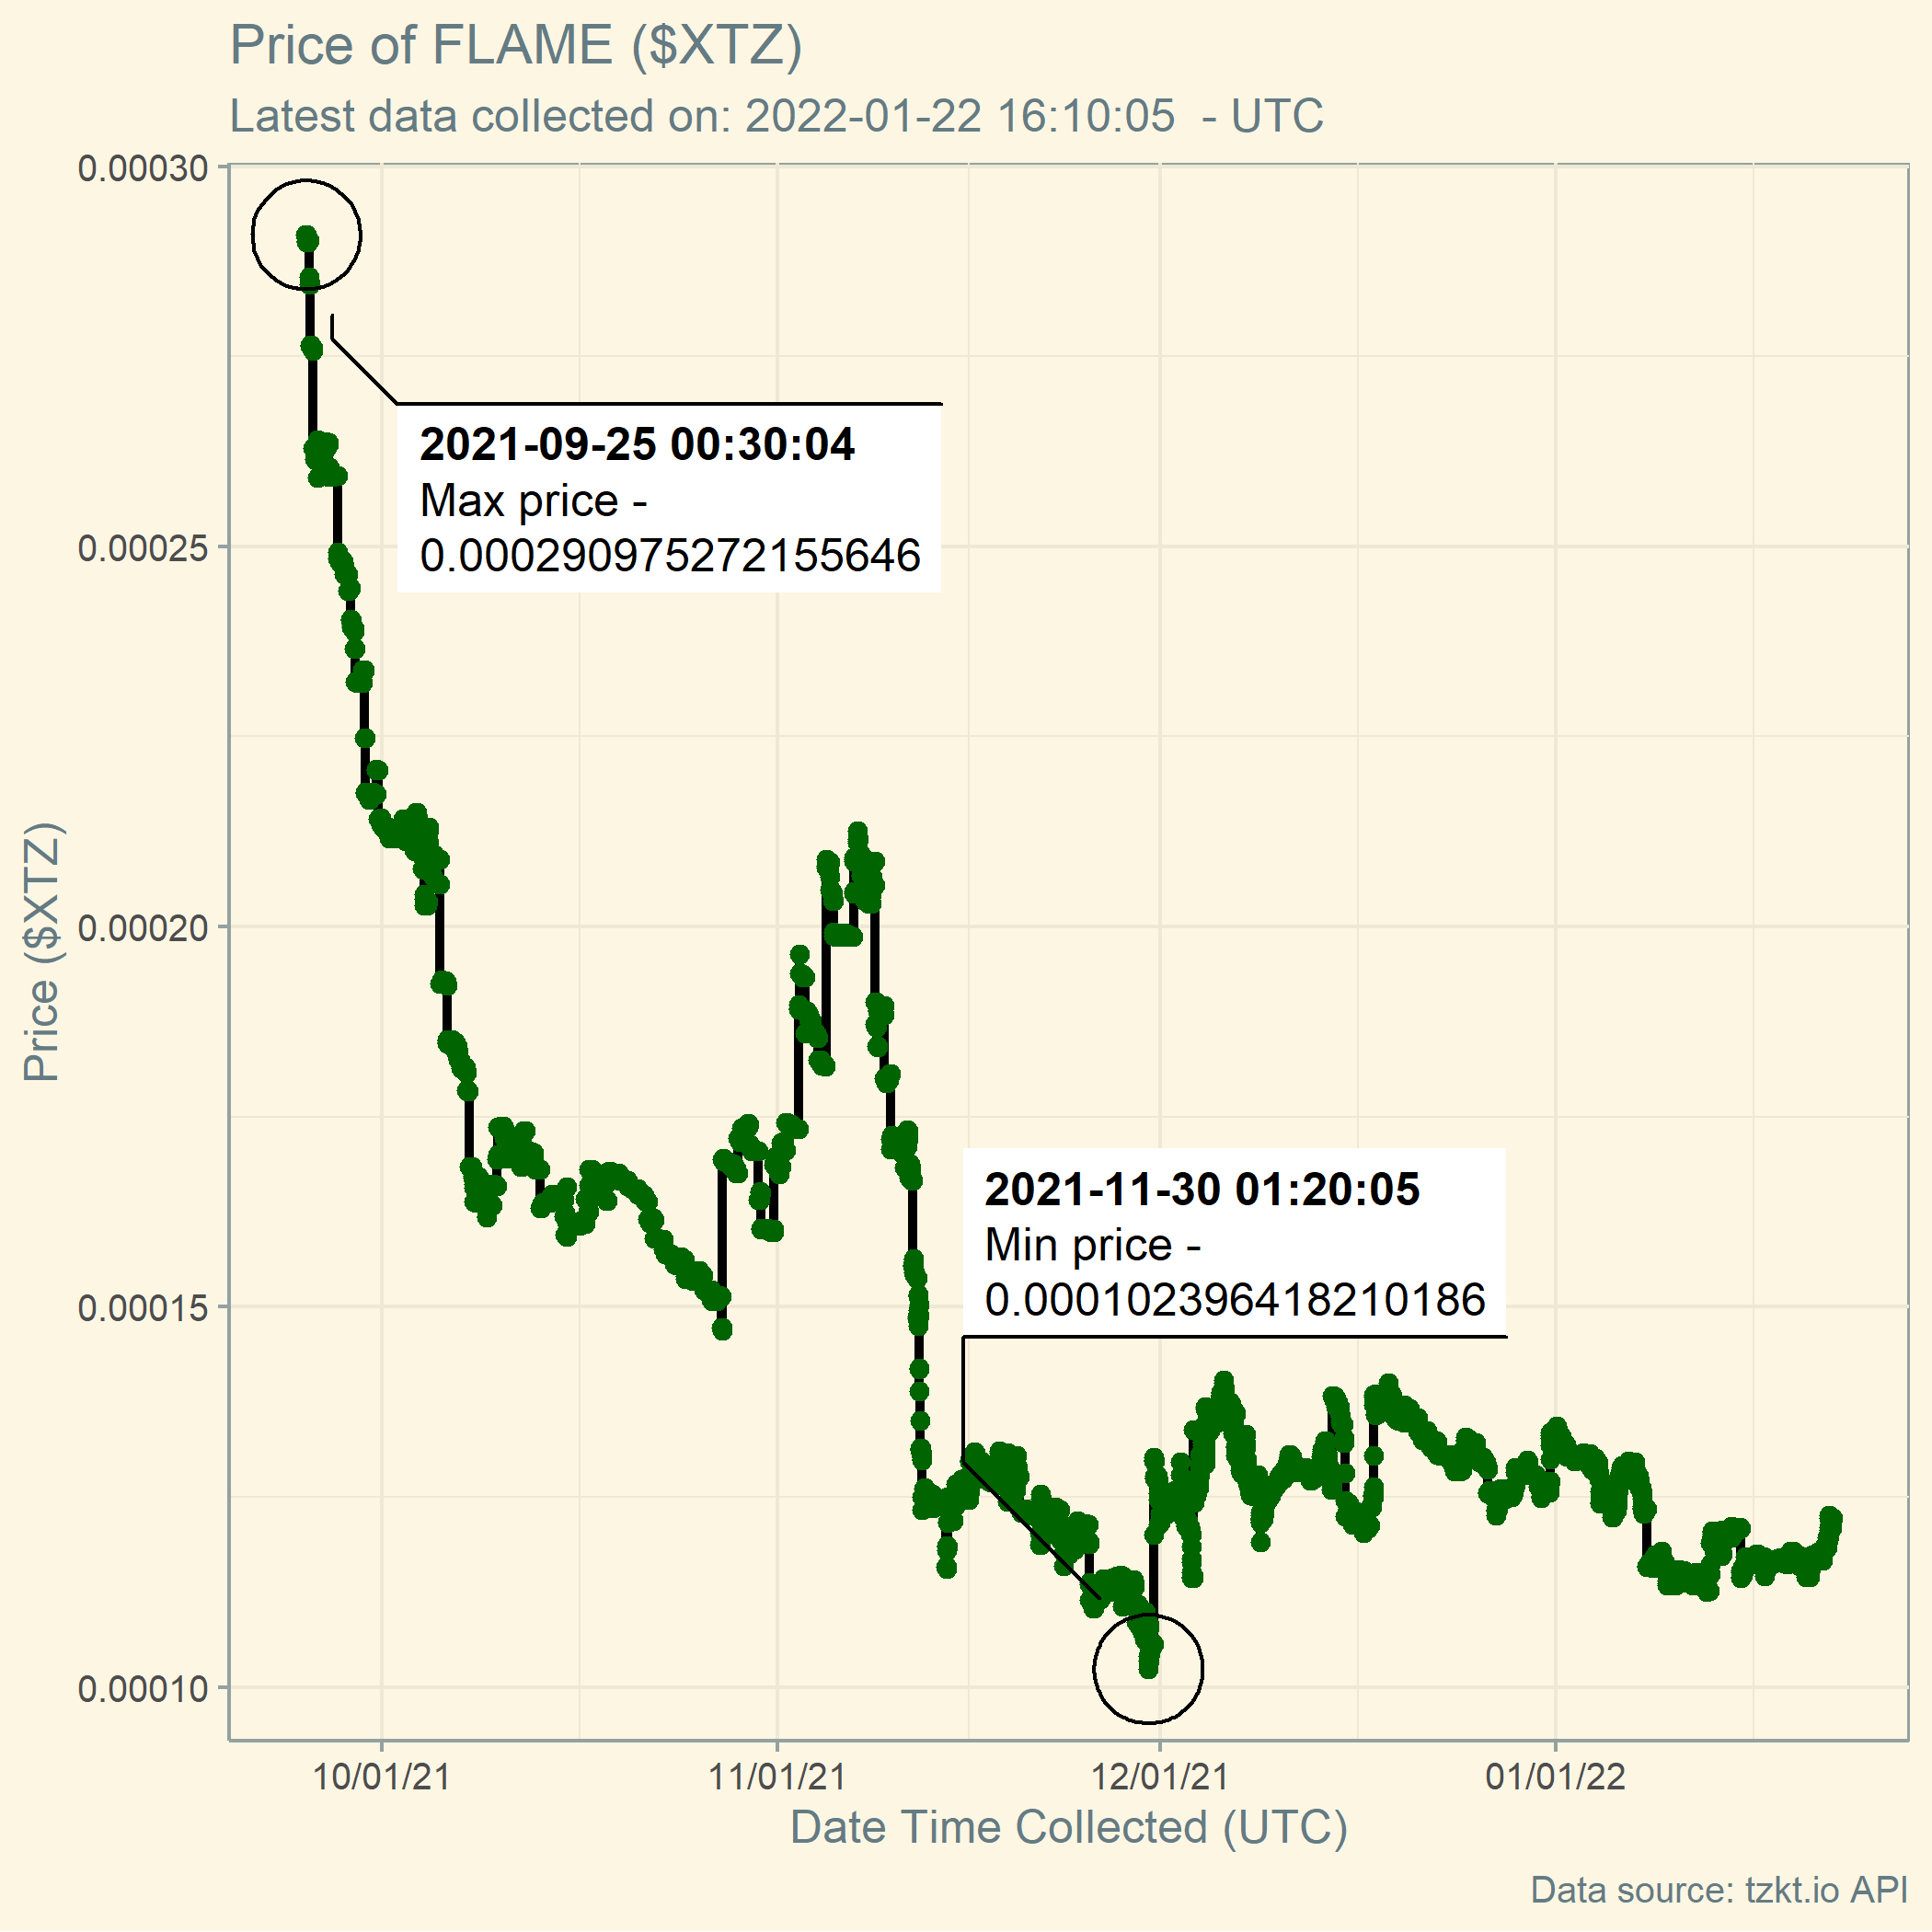 Price of FLAME ($XTZ)
Latest data collected on: 2022-01-22 16:10:05  - UTC
0.00030
0.00025
0.00020
0.00015
0.00010
Price ($XTZ)
2021-09-25 00:30:04
Max price -
0.000290975272155646
2021-11-30 01:20:05
Min price -
0.000102396418210186
10/01/21
11/01/21
12/01/21
01/01/22
Date Time Collected (UTC)
Data source: tzkt.io API